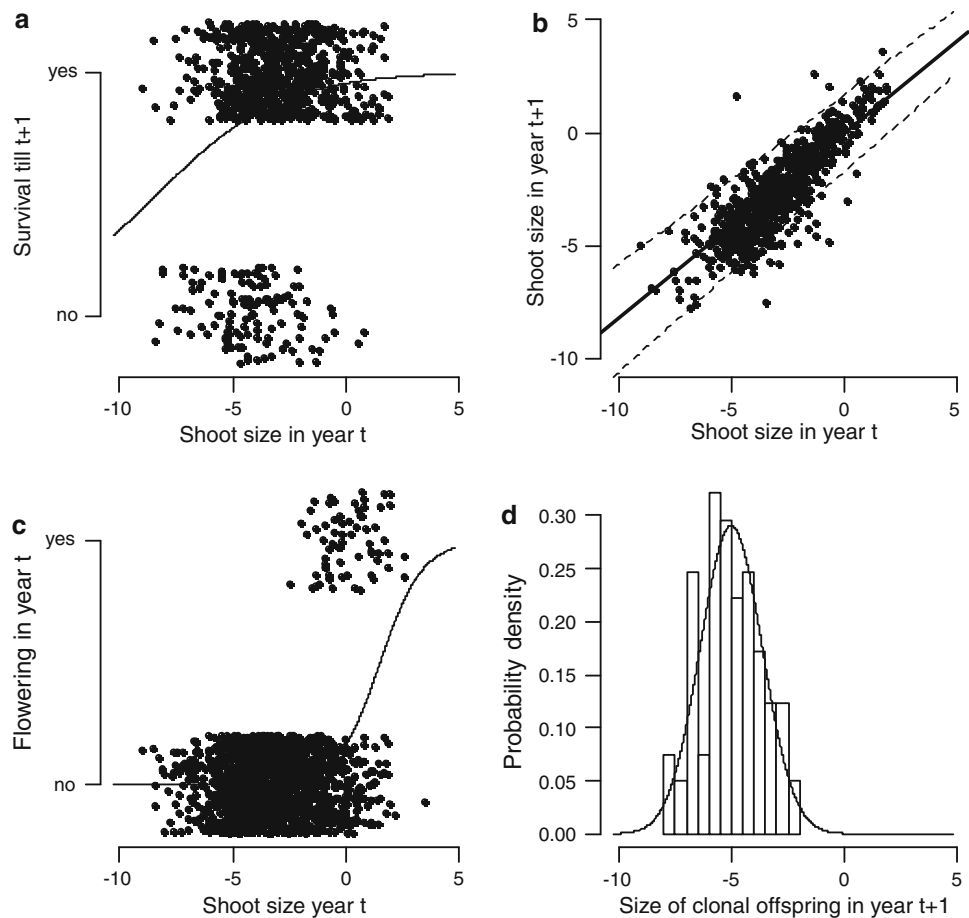 a
yes
no
Survival till t+1
-10 -5 0 5
Shoot size in year t
b
5
0
-5
-10
Shoot size in year t+1
-10 -5 0 5
Shoot size in year t
c
yes
no
Flowering in year t
-10 -5 0 5
Shoot size year t
d
0.30
0.25
0.20
0.15
0.10
0.05
0.00
Probability density
-10 -5 0 5
Size of clonal offspring in year t+1